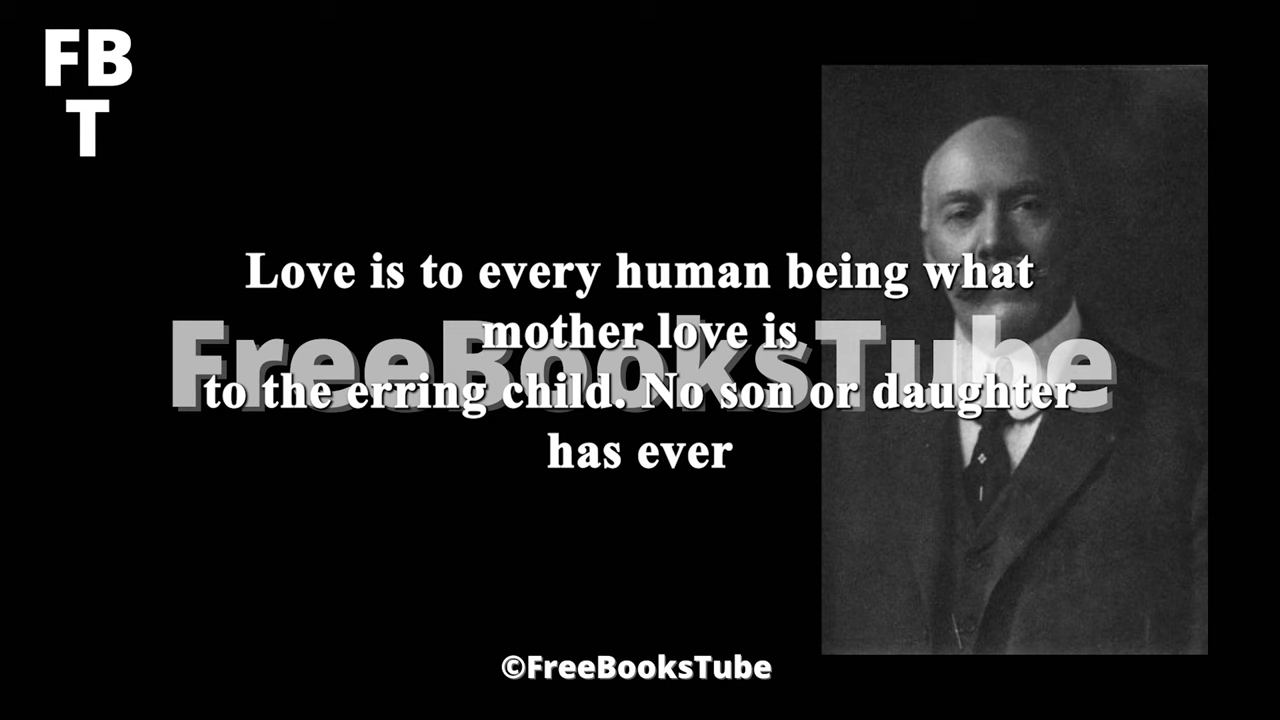 FB
T
Love is to every human being what
mother love is
FreeBooksTube
to the erring child. No son or daughter
has ever
©FreeBooksTube